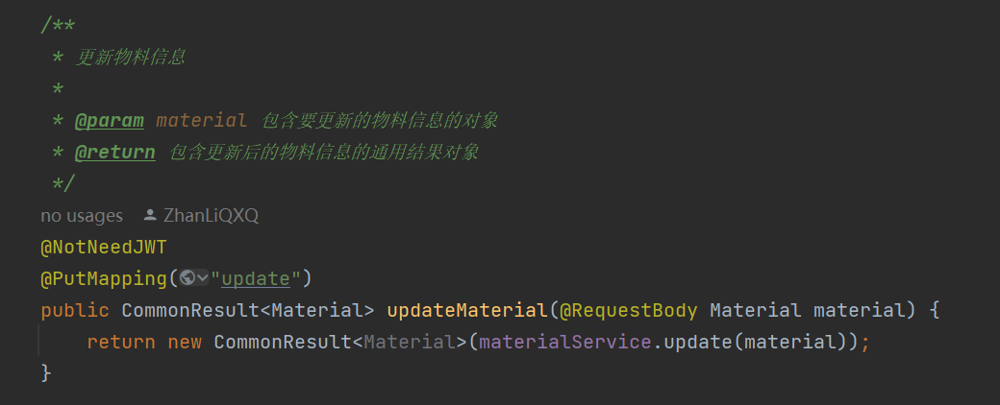 /**
 * 更新物料信息
 *
 * @param material 包含要更新的物料信息的对象
 * @return 包含更新后的物料信息的通用结果对象
 */
no usages ZhanLiQXQ
@NotNeedJWT
@PutMapping("update")
public CommonResult<Material> updateMaterial(@RequestBody Material material) {
    return new CommonResult<Material>(materialService.update(material));
}